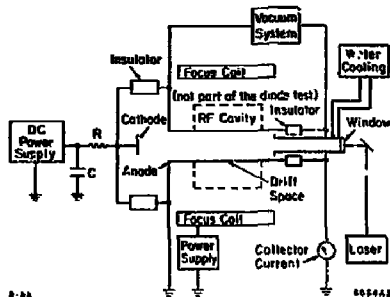 Vacuum
System
Insulator
Focus Coil
Water
Cooling
(not part of the diode test)
Insulator
Cathode
RF Cavity
Window
DC
Power
Supply
R
C
Anode
Drift
Space
Focus Coil
Power
Supply
Collector
Current
Laser